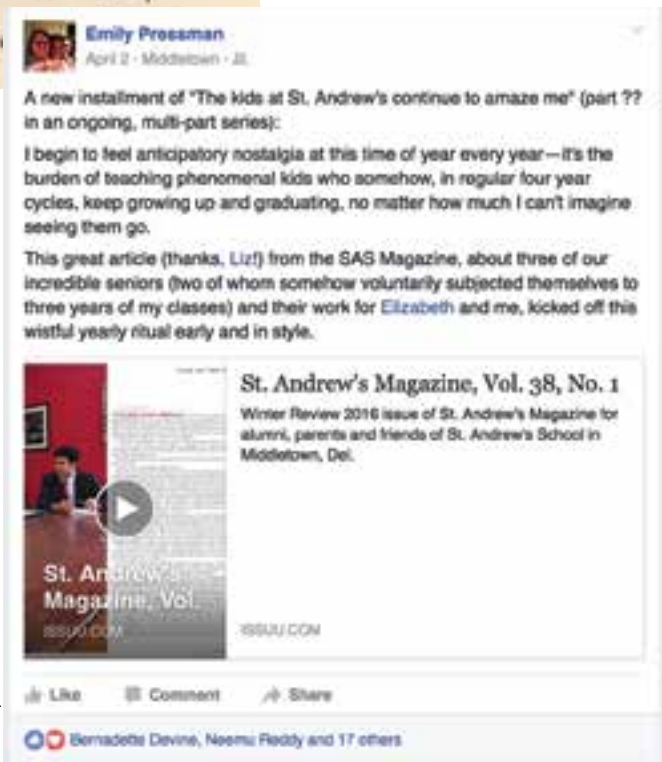 Emily Pressman
April 2 · Middletown ·
A new installment of "The kids at St. Andrew's continue to amaze me" (part ??
in an ongoing, multi-part series):
I begin to feel anticipatory nostalgia at this time of year every year—it's the
burden of teaching phenomenal kids who somehow, in regular four year
cycles, keep growing up and graduating, no matter how much I can't imagine
seeing them go.
This great article (thanks, Liz!) from the SAS Magazine, about three of our
incredible seniors (two of whom somehow voluntarily subjected themselves to
three years of my classes) and their work for Elizabeth and me, kicked off this
wistful yearly ritual early and in style.
St. Andrew's
Magazine, Vol.
ISSUU.COM
St. Andrew's Magazine, Vol. 38, No. 1
Winter Review 2016 issue of St. Andrew's Magazine for
alumni, parents and friends of St. Andrew's School in
Middletown, Del.
ISSUU.COM
Like Comment Share
Bernadette Devine, Neemu Reddy and 17 others